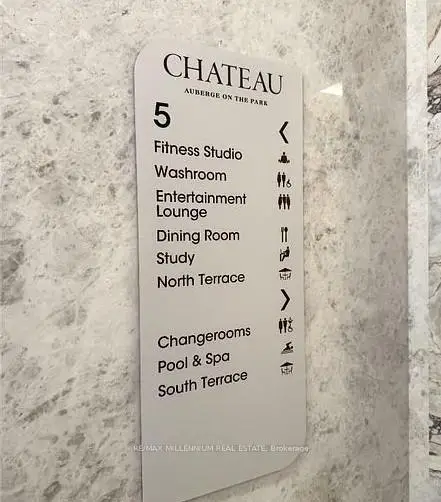 CHATEAU
AUBERGE ON THE PARK
5
Fitness Studio
Washroom
Entertainment
Lounge
Dining Room
Study
North Terrace
Changerooms
Pool & Spa
South Terrace
RE/MAX MILLENNIUM REAL ESTATE, Brokerage